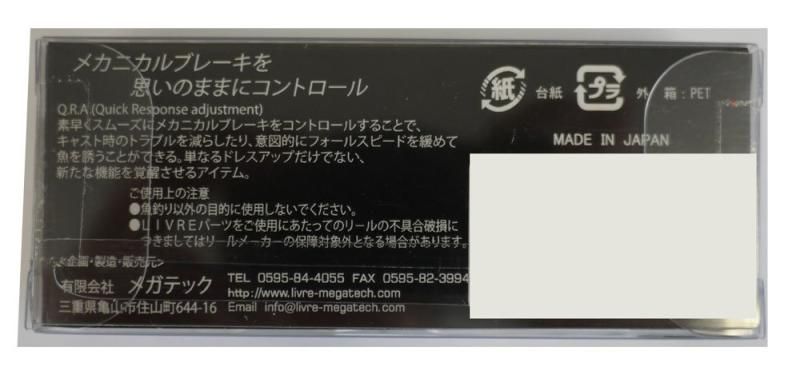 メカニカルブレーキを
思いのままにコントロール
Q.R.A (Quick Response adjustment)
素早くスムーズにメカニカルブレーキをコントロールすることで、
キャスト時のトラブルを減らしたり、意図的にフォールスピードを緩めて
魚を誘うことができる。単なるドレスアップだけでない、
新たな機能を覚醒させるアイテム。
ご使用上の注意
●魚釣り以外の目的に使用しないでください。
●LIVREパーツをご使用にあたってのリールの不具合破損に
つきましてはリールメーカーの保障対象外となる場合があります。
<企画・製造・販売元>
有限会社 メガテック TEL 0595-84-4055 FAX 0595-82-3994
http://www.livre-megatech.com
三重県亀山市住山町644-16 Email info@livre-megatech.com
紙 台紙 プラ 外 箱：PET
MADE IN JAPAN